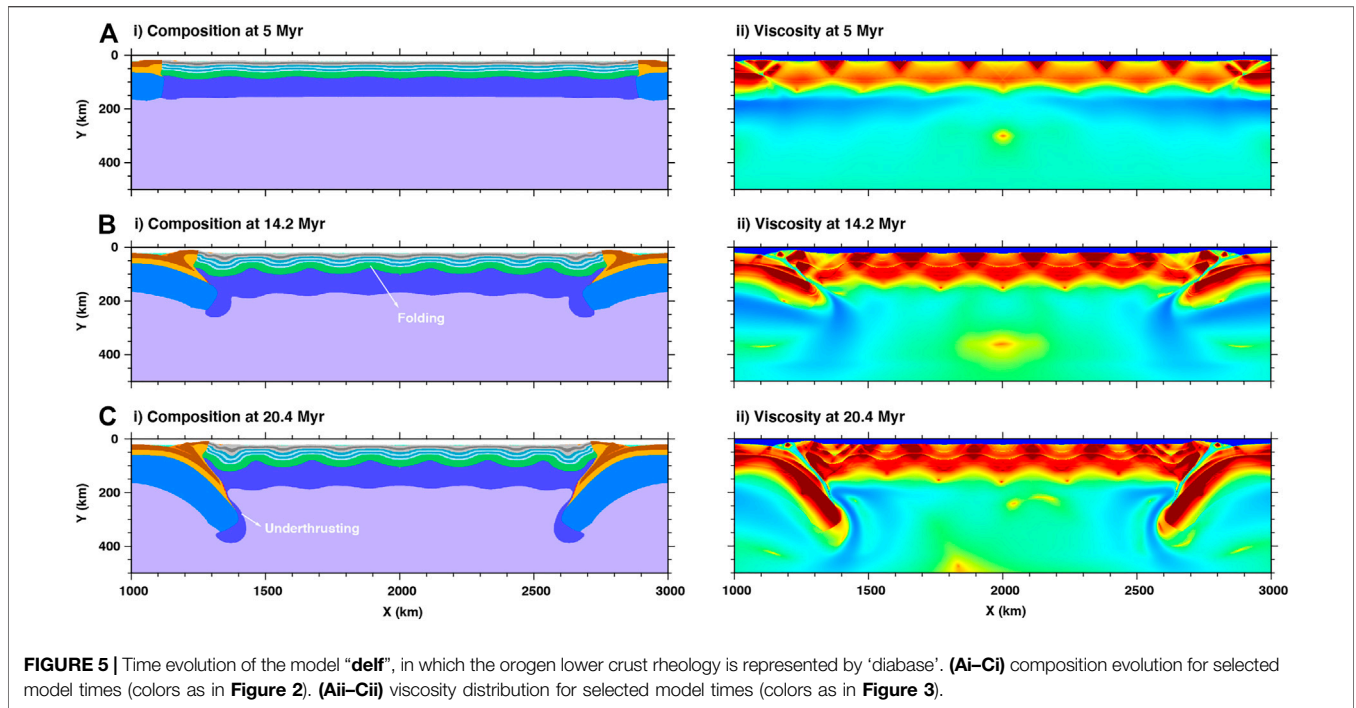 A i) Composition at 5 Myr
ii) Viscosity at 5 Myr
0
200
400
Y (km)
B i) Composition at 14.2 Myr
ii) Viscosity at 14.2 Myr
0
200
400
Y (km)
Folding
C i) Composition at 20.4 Myr
ii) Viscosity at 20.4 Myr
0
200
400
Y (km)
Underthrusting
1000 1500 2000 2500 3000
X (km)
1000 1500 2000 2500 3000
X (km)
FIGURE 5 | Time evolution of the model “delf”, in which the orogen lower crust rheology is represented by ‘diabase’. (Ai–Ci) composition evolution for selected
model times (colors as in Figure 2). (Aii–Cii) viscosity distribution for selected model times (colors as in Figure 3).